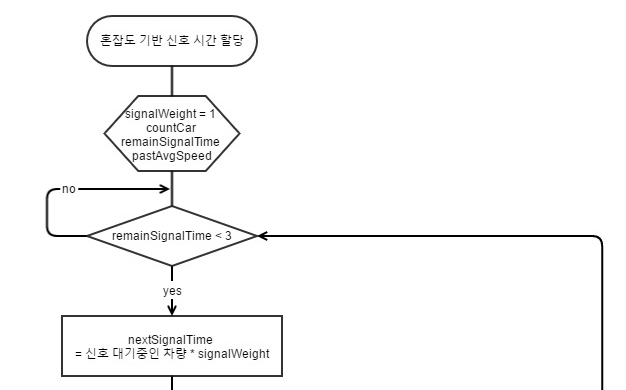 혼잡도 기반 신호 시간 할당
signalWeight = 1
countCar
remainSignalTime
pastAvgSpeed
no
remainSignalTime < 3
yes
nextSignalTime
= 신호 대기중인 차량 * signalWeight